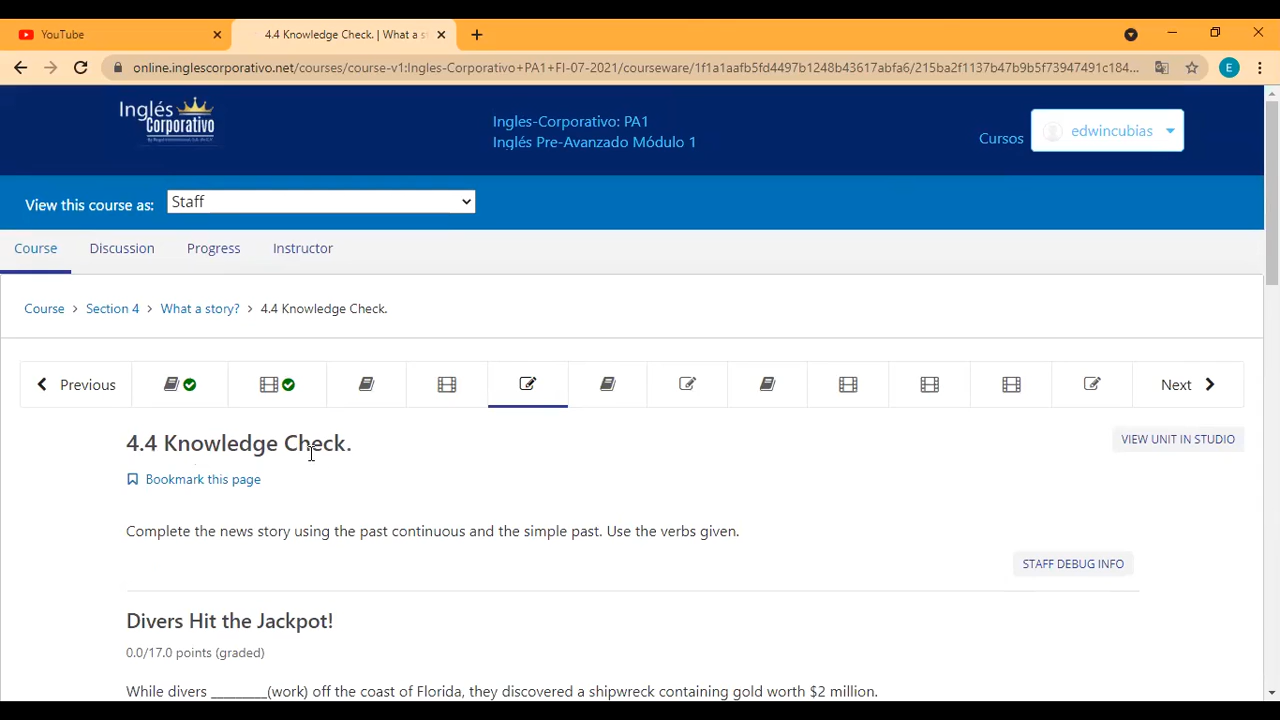 YouTube
4.4 Knowledge Check. | What a s
online.inglescorporativo.net/courses/course-v1:Ingles-Corporativo+PA1+FI-07-2021/courseware/1f1a1aafb5fd4497b1248b43617abfa6/215ba2f1137b47b9b5f73947491c184...
E
Inglés
Corporativo
Ingles-Corporativo: PA1
Inglés Pre-Avanzado Módulo 1
Cursos
edwincubias
View this course as:
Staff
Course
Discussion
Progress
Instructor
Course > Section 4 > What a story? > 4.4 Knowledge Check.
Previous
Next
4.4 Knowledge Check.
VIEW UNIT IN STUDIO
Bookmark this page
Complete the news story using the past continuous and the simple past. Use the verbs given.
STAFF DEBUG INFO
Divers Hit the Jackpot!
0.0/17.0 points (graded)
While divers _________(work) off the coast of Florida, they discovered a shipwreck containing gold worth $2 million.